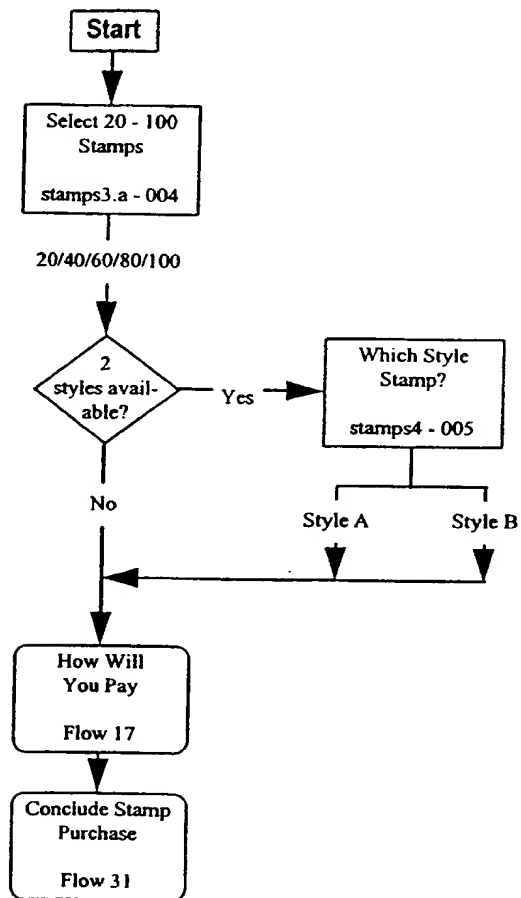 Start
Select 20 - 100
Stamps
stamps3.a - 004
20/40/60/80/100
2
styles avail-
able?
Yes
Which Style
Stamp?
stamps4 - 005
No
Style A
Style B
How Will
You Pay
Flow 17
Conclude Stamp
Purchase
Flow 31